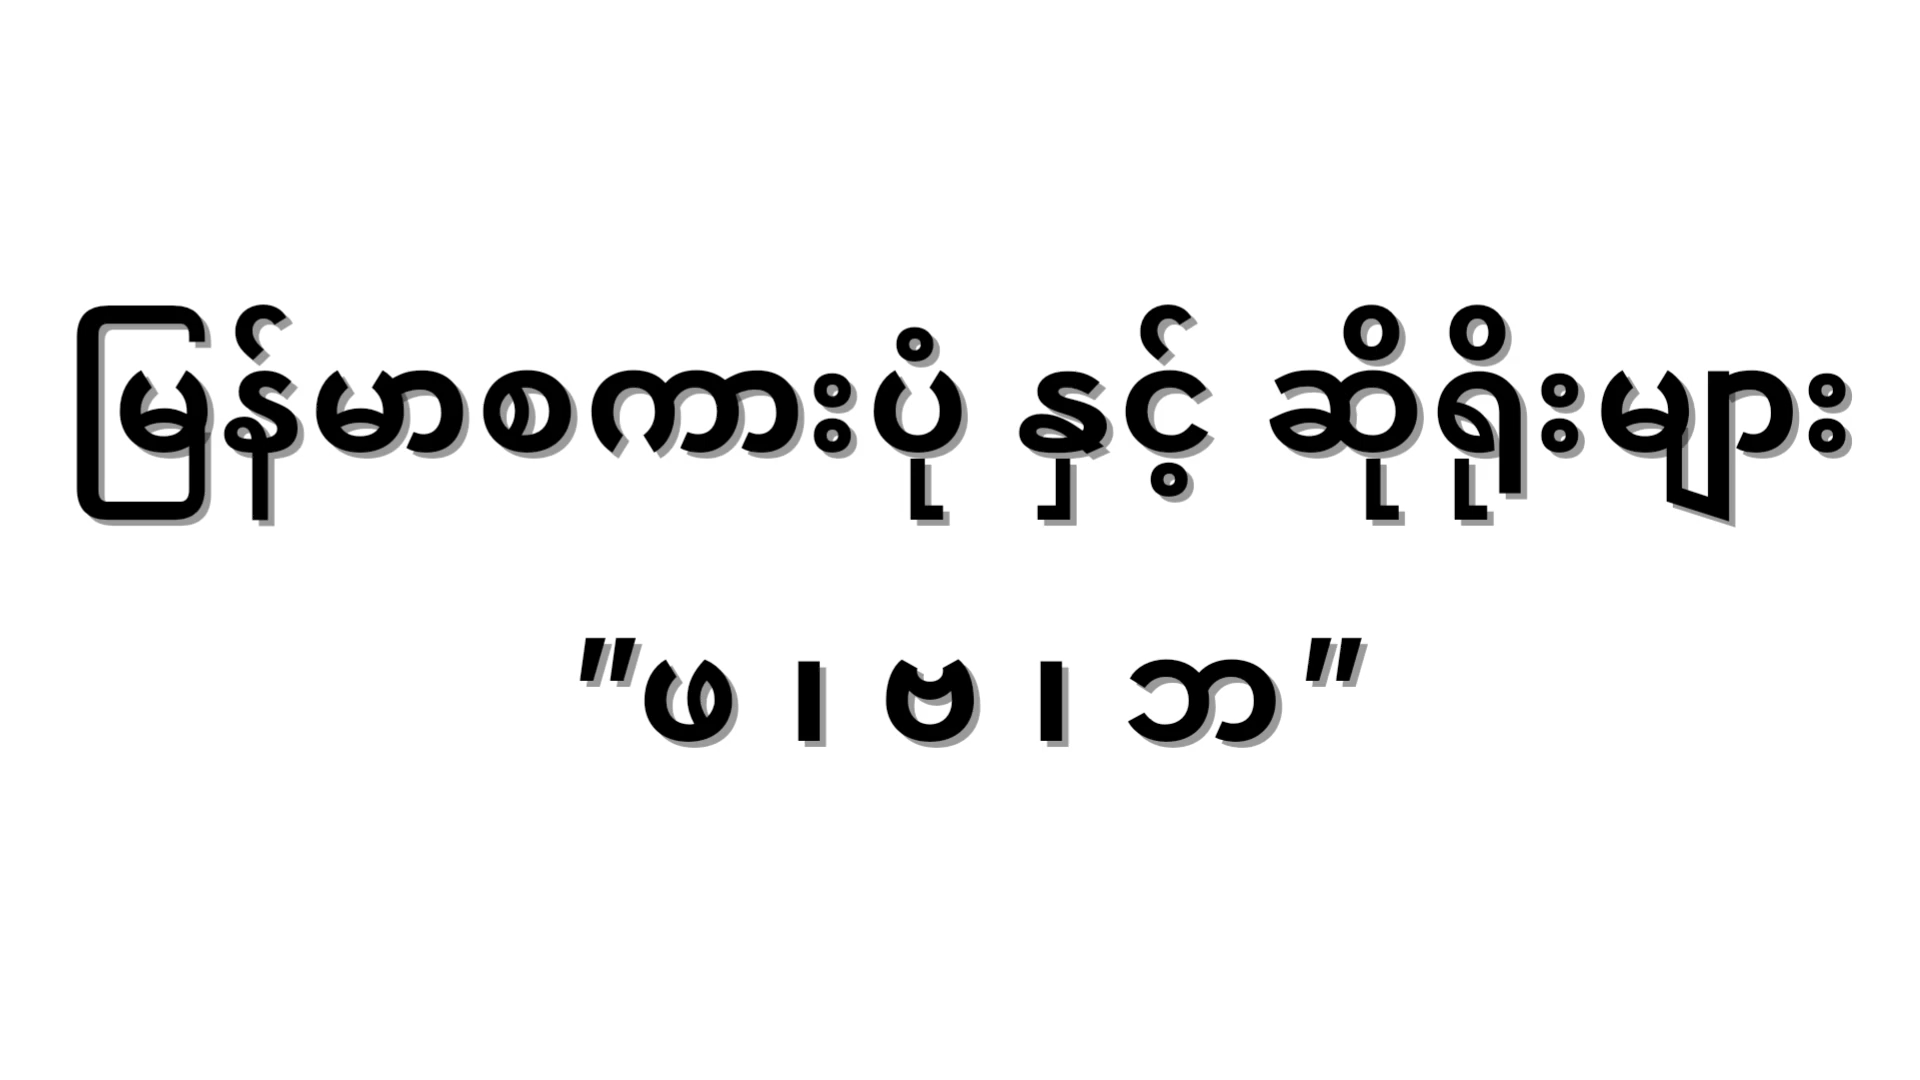 မြန်မာစကားပုံ နှင့် ဆိုရိုးများ
"ဖ ၊ ဗ ၊ ဘ"